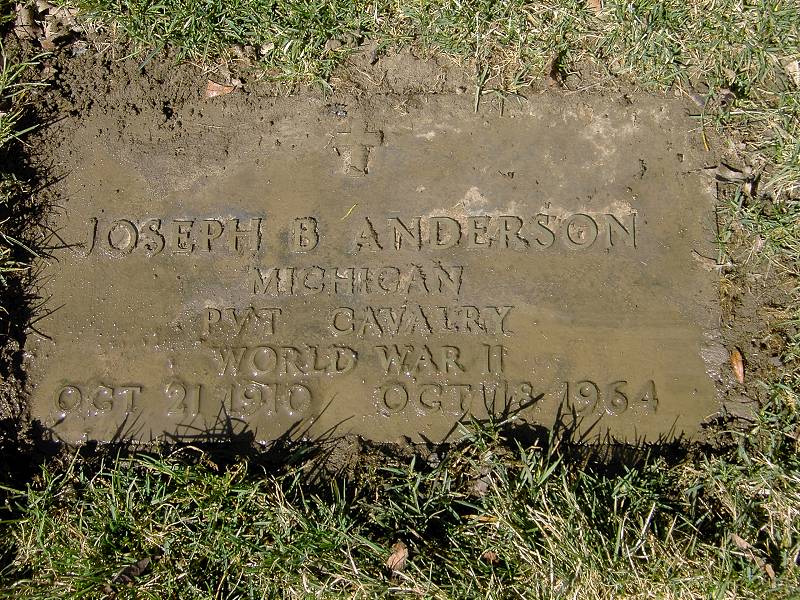 JOSEPH B ANDERSON
MICHIGAN
PVT CAVALRY
WORLD WAR II
OCT 21 1910 OCT 18 1964